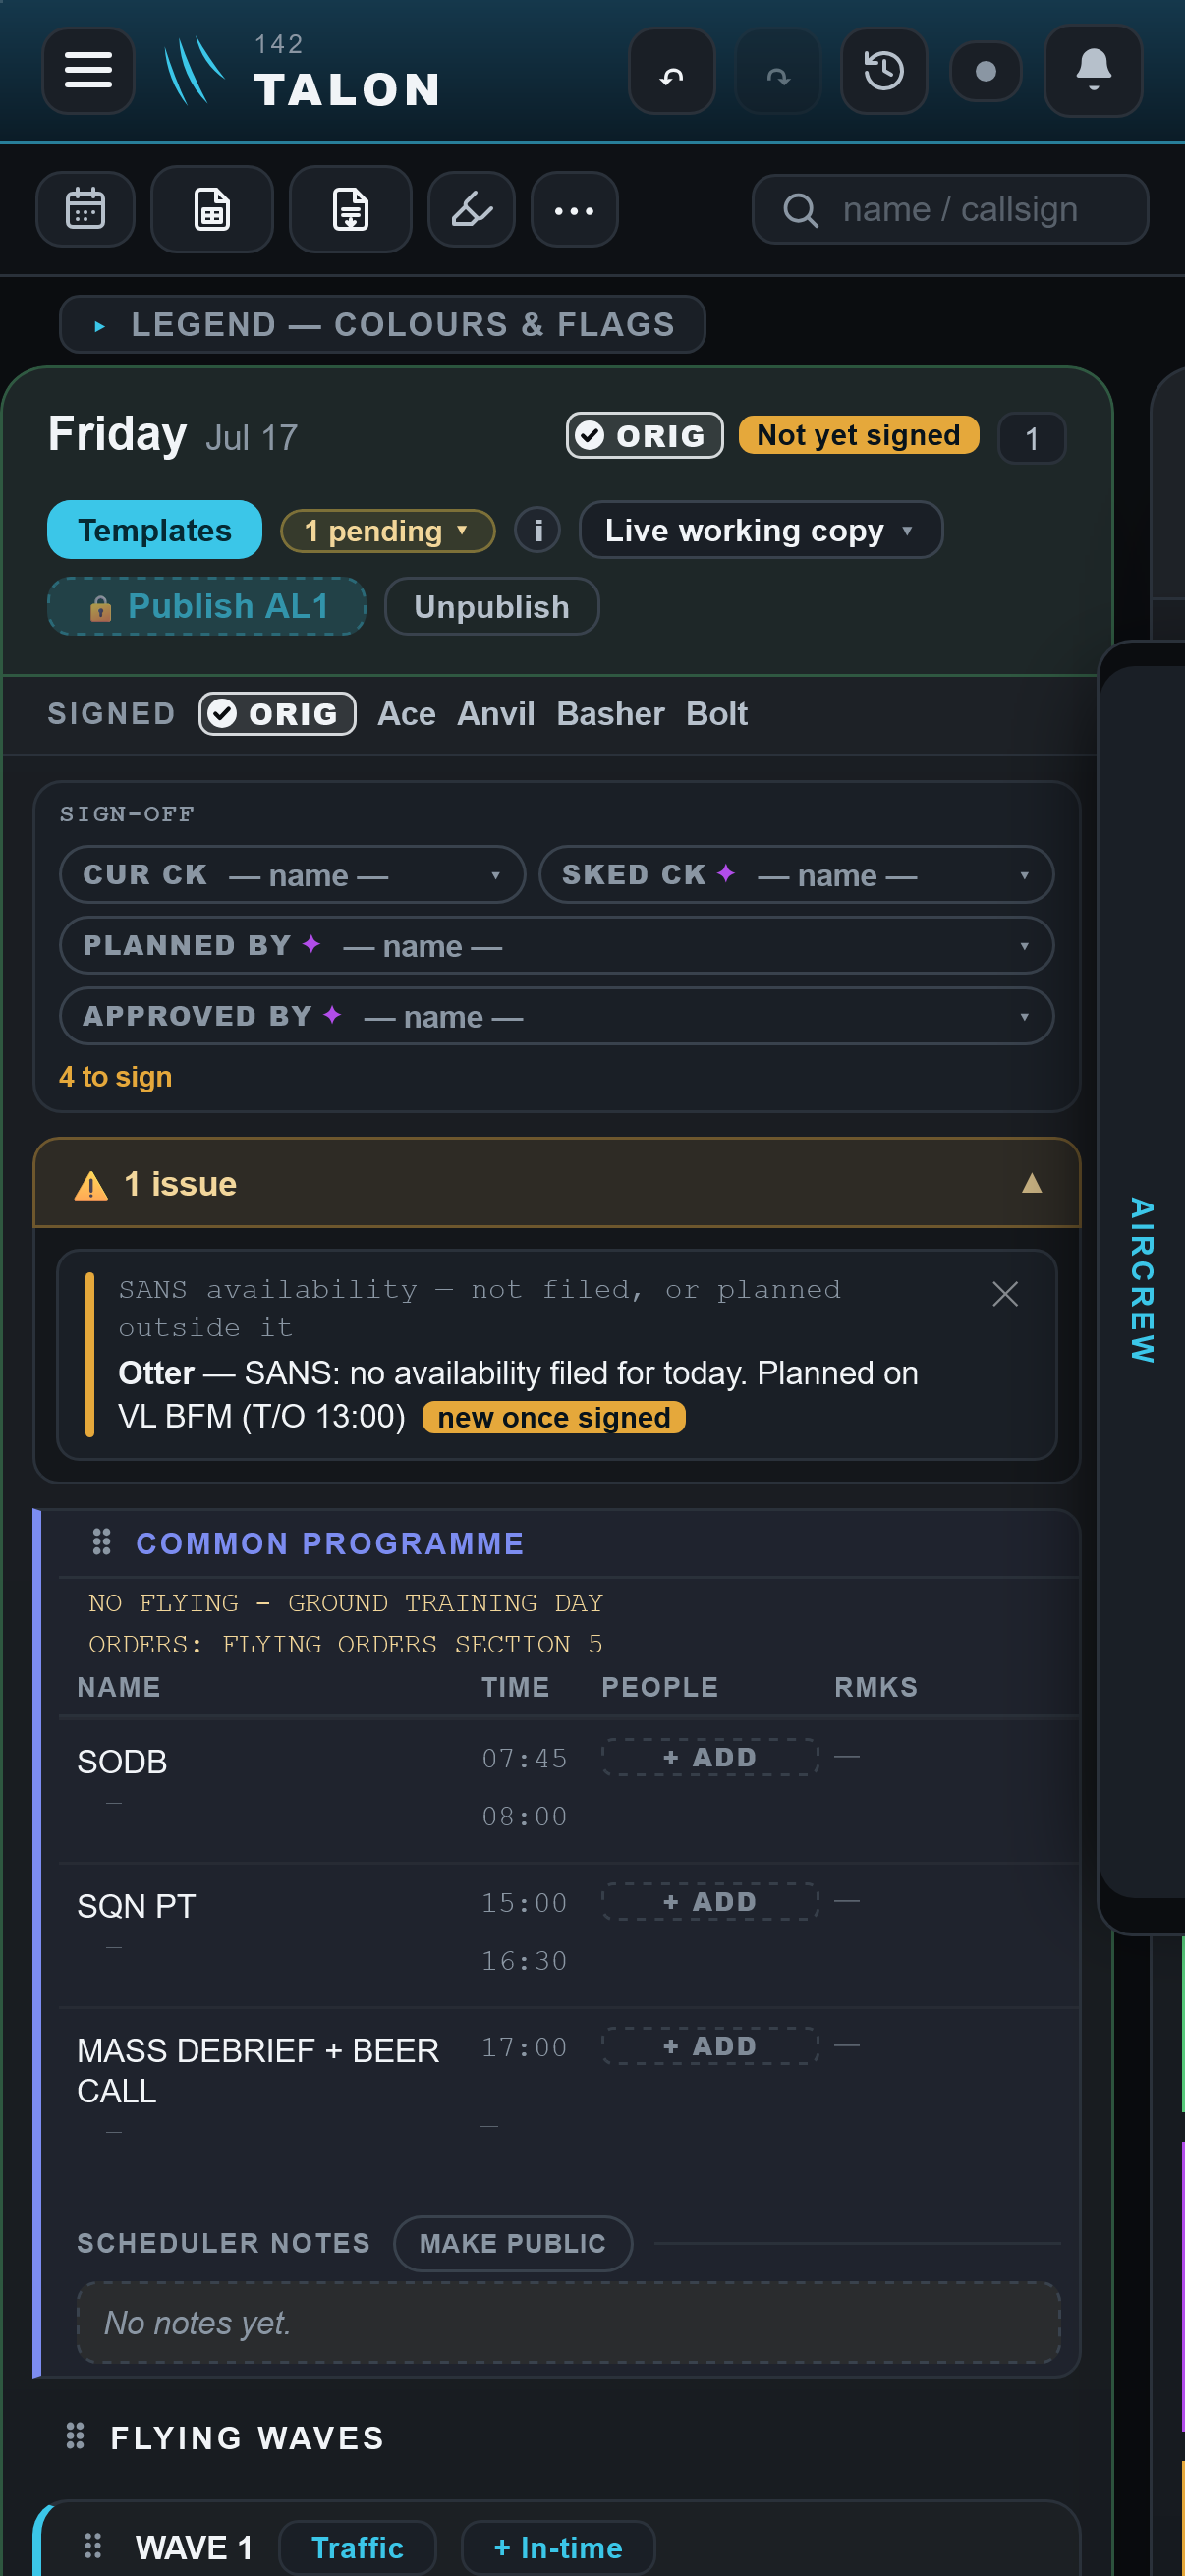 142
TALON
name / callsign
LEGEND — COLOURS & FLAGS
Friday Jul 17 ORIG Not yet signed 1
Templates 1 pending i Live working copy
Publish AL1 Unpublish
SIGNED ORIG Ace Anvil Basher Bolt
SIGN-OFF
CUR CK — name — SKED CK — name —
PLANNED BY — name —
APPROVED BY — name —
4 to sign
1 issue
SANS availability — not filed, or planned
outside it
Otter — SANS: no availability filed for today. Planned on
VL BFM (T/O 13:00) new once signed
AIRCREW
COMMON PROGRAMME
NO FLYING - GROUND TRAINING DAY
ORDERS: FLYING ORDERS SECTION 5
NAME TIME PEOPLE RMKS
SODB 07:45 + ADD —
— 08:00
SQN PT 15:00 + ADD —
— 16:30
MASS DEBRIEF + BEER 17:00 + ADD —
CALL
— —
SCHEDULER NOTES MAKE PUBLIC
No notes yet.
FLYING WAVES
WAVE 1 Traffic + In-time